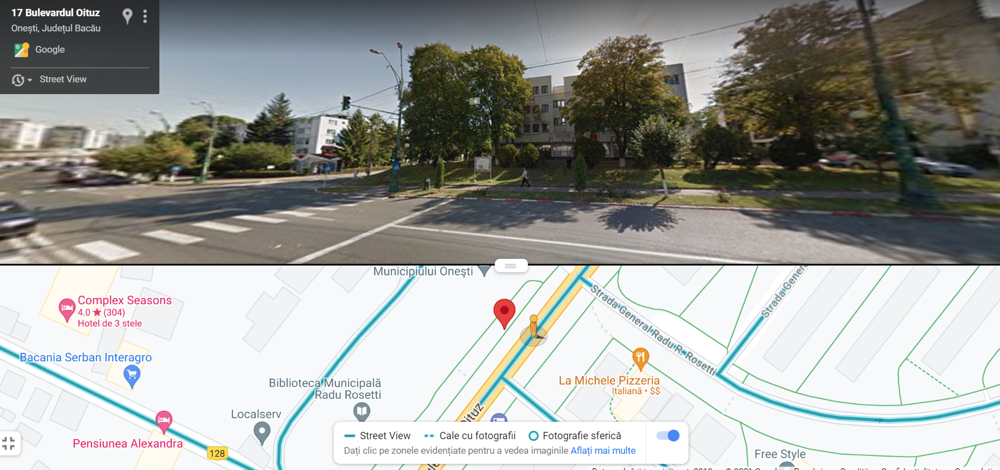 17 Bulevardul Oituz
Onești, Județul Bacău
Google
Street View
Municipiului Onești
Complex Seasons
4.0 ★ (304)
Hotel de 3 stele
Strada General Radu R. Rosetti
Bacania Serban Interagro
Biblioteca Municipală
Radu Rosetti
La Michele Pizzeria
Italiană • $$
Localserv
Oituz
Pensiunea Alexandra
128
Street View
Cale cu fotografii
Fotografie sferică
Dați clic pe zonele evidențiate pentru a vedea imaginile Aflați mai multe
Free Style